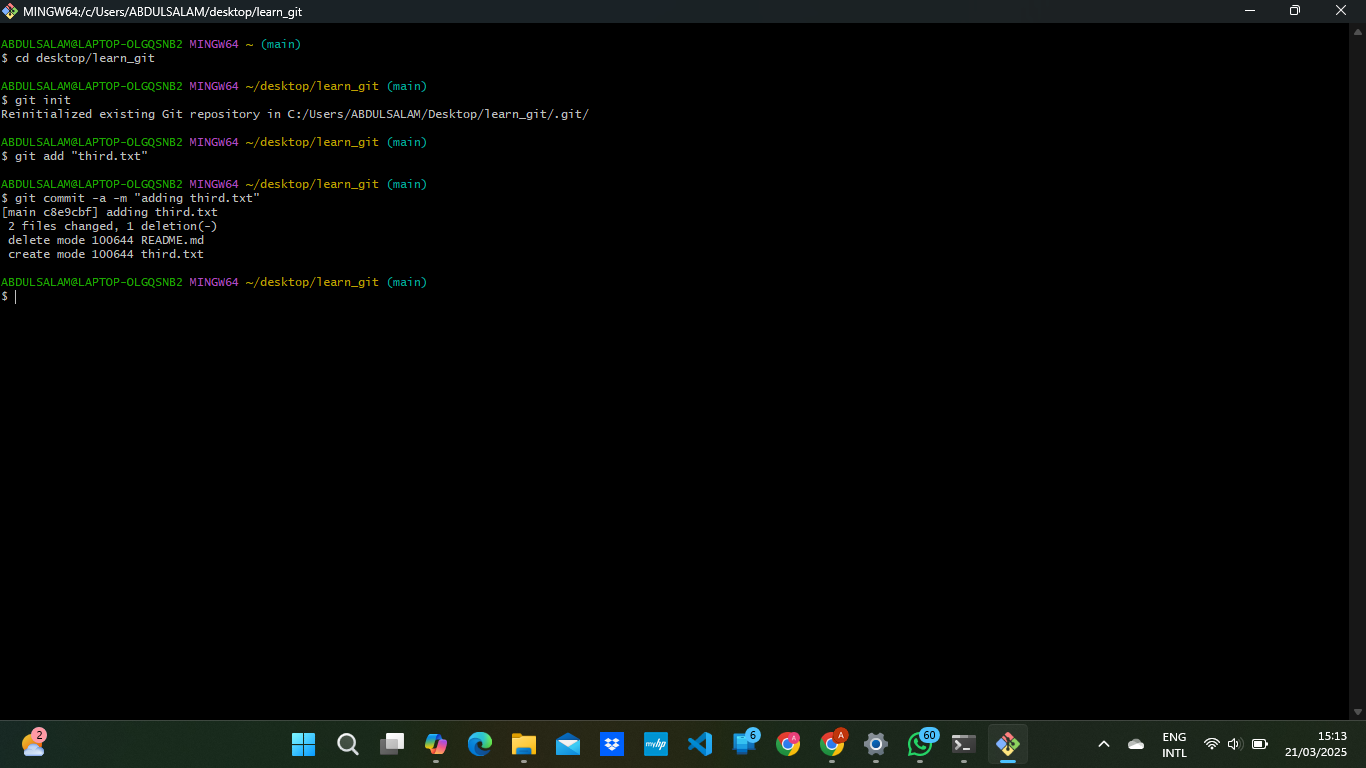 MINGW64:/c/Users/ABDULSALAM/desktop/learn_git
ABDULSALAM@LAPTOP-OLGQSNB2 MINGW64 ~ (main)
$ cd desktop/learn_git
ABDULSALAM@LAPTOP-OLGQSNB2 MINGW64 ~/desktop/learn_git (main)
$ git init
Reinitialized existing Git repository in C:/Users/ABDULSALAM/Desktop/learn_git/.git/
ABDULSALAM@LAPTOP-OLGQSNB2 MINGW64 ~/desktop/learn_git (main)
$ git add "third.txt"
ABDULSALAM@LAPTOP-OLGQSNB2 MINGW64 ~/desktop/learn_git (main)
$ git commit -a -m "adding third.txt"
[main c8e9cbf] adding third.txt
 2 files changed, 1 deletion(-)
 delete mode 100644 README.md
 create mode 100644 third.txt
ABDULSALAM@LAPTOP-OLGQSNB2 MINGW64 ~/desktop/learn_git (main)
$
2
myhp
6
A
A
60
ENG
INTL
15:13
21/03/2025